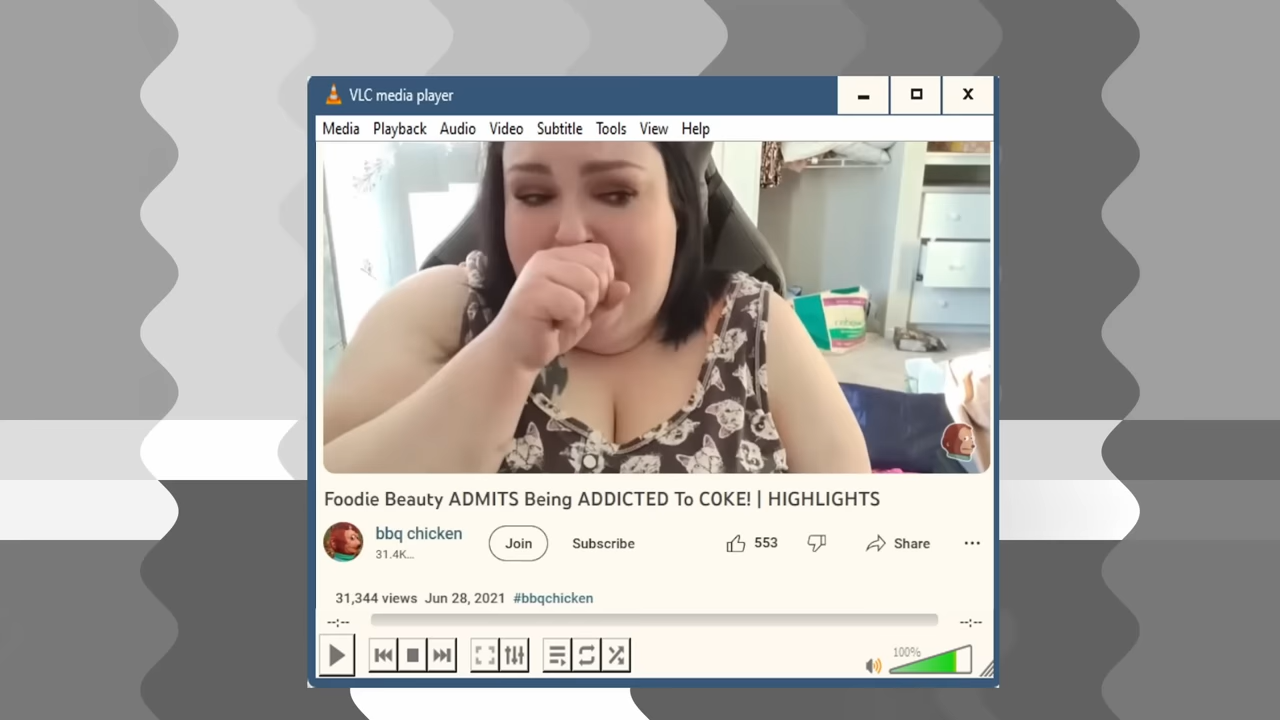 VLC media player
Media Playback Audio Video Subtitle Tools View Help
Foodie Beauty ADMITS Being ADDICTED To COKE! | HIGHLIGHTS
bbq chicken
31.4K...
Join
Subscribe
553
Share
31,344 views Jun 28, 2021 #bbqchicken
--:--
--:--
100%